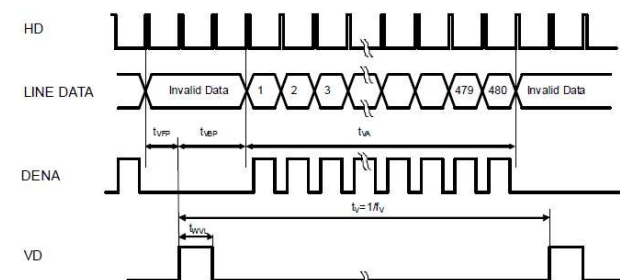 HD
LINE DATA
Invalid Data
1
2
3
479
480
Invalid Data
tVFP
tVBP
tVA
DENA
tV=1/fV
tWVL
VD